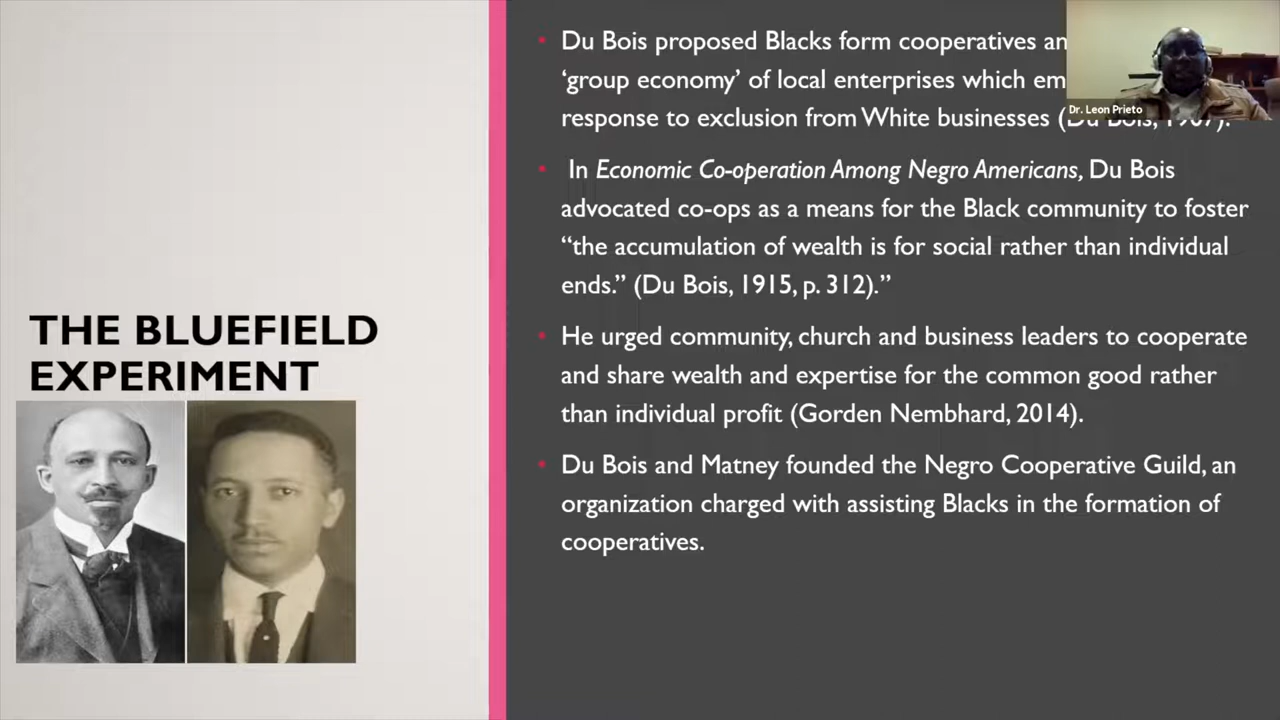 THE BLUEFIELD
EXPERIMENT
• Du Bois proposed Blacks form cooperatives an
‘group economy’ of local enterprises which em
response to exclusion from White businesses (Du Bois, 1907).
• In Economic Co-operation Among Negro Americans, Du Bois
advocated co-ops as a means for the Black community to foster
“the accumulation of wealth is for social rather than individual
ends.” (Du Bois, 1915, p. 312).”
• He urged community, church and business leaders to cooperate
and share wealth and expertise for the common good rather
than individual profit (Gorden Nembhard, 2014).
• Du Bois and Matney founded the Negro Cooperative Guild, an
organization charged with assisting Blacks in the formation of
cooperatives.
Dr. Leon Prieto